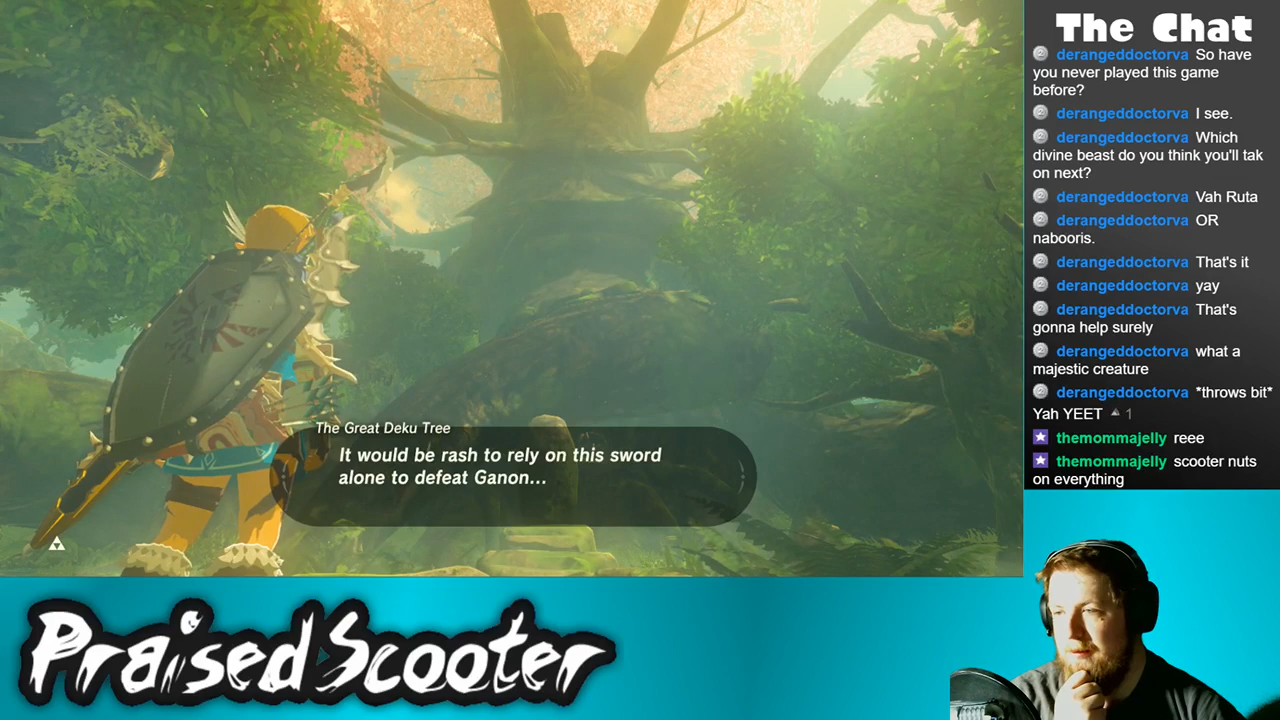 The Great Deku Tree
It would be rash to rely on this sword
alone to defeat Ganon...
The Chat
derangeddoctorva So have
you never played this game
before?
derangeddoctorva I see.
derangeddoctorva Which
divine beast do you think you'll tak
on next?
derangeddoctorva Vah Ruta
derangeddoctorva OR
nabooris.
derangeddoctorva That's it
derangeddoctorva yay
derangeddoctorva That's
gonna help surely
derangeddoctorva what a
majestic creature
derangeddoctorva *throws bit*
Yah YEET 1
themommajelly reee
themommajelly scooter nuts
on everything
PraisedScooter